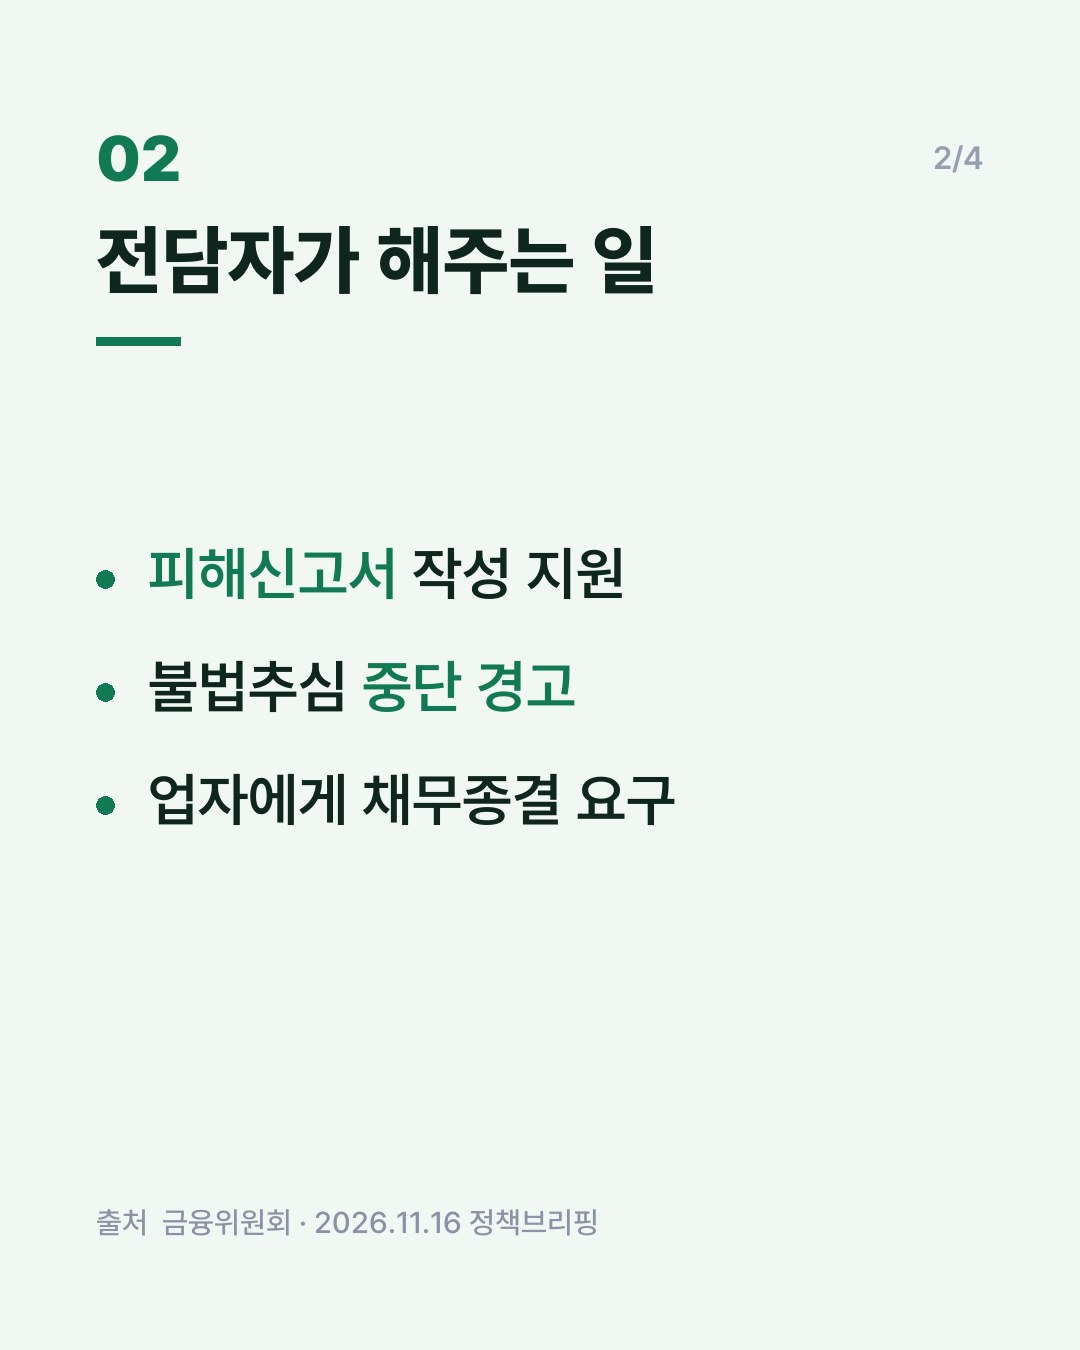 02
2/4
전담자가 해주는 일
• 피해신고서 작성 지원
• 불법추심 중단 경고
• 업자에게 채무종결 요구
출처 금융위원회 · 2026.11.16 정책브리핑